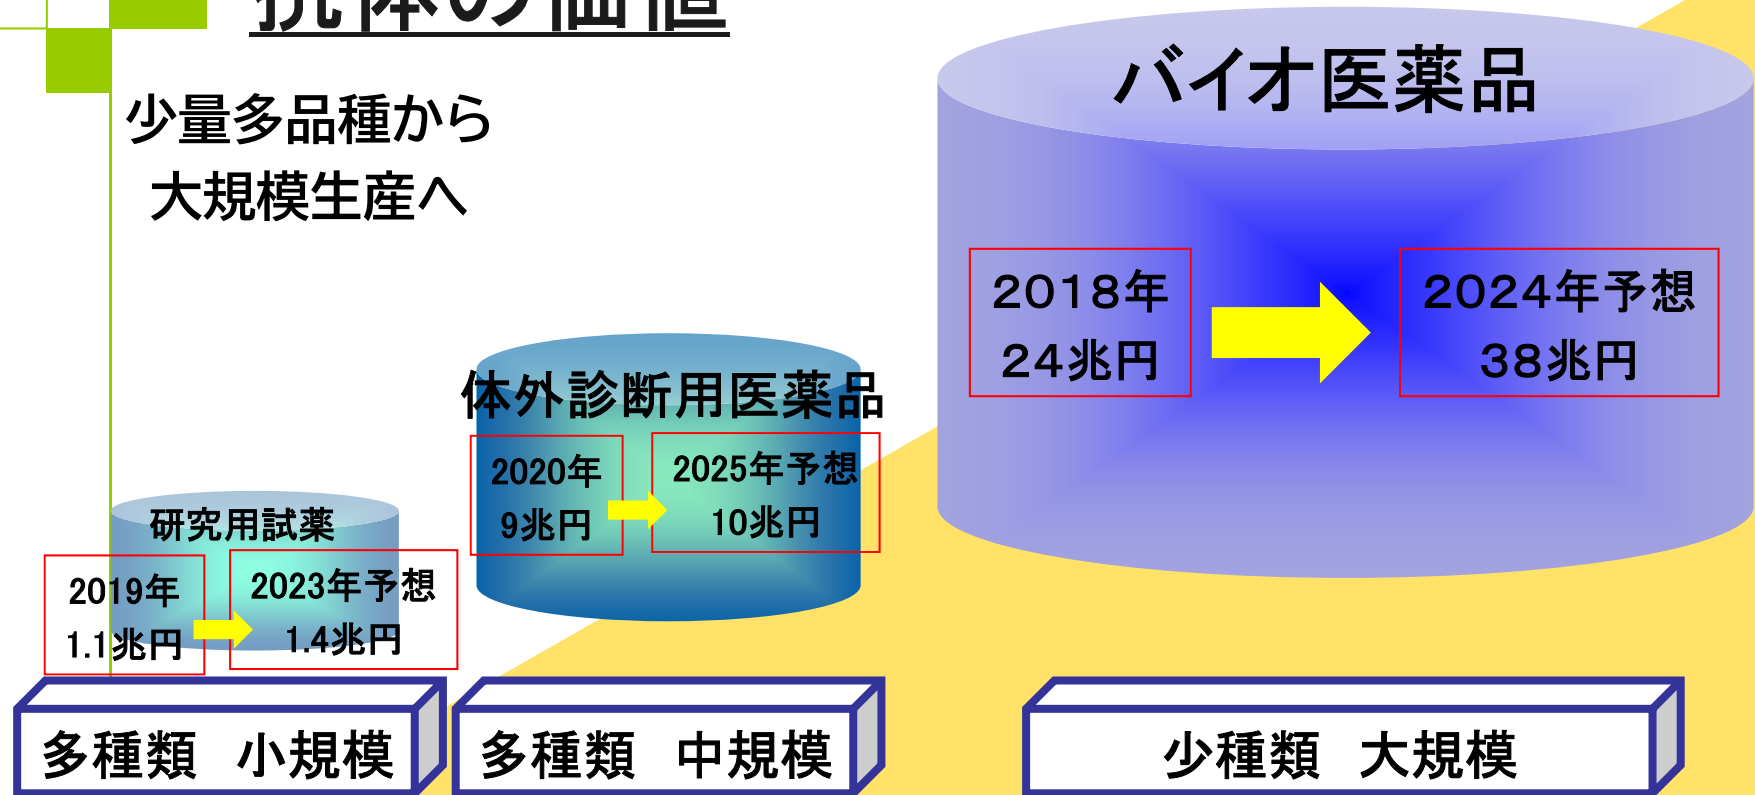 抗体の価値
少量多品種から
大規模生産へ
バイオ医薬品
2018年
24兆円
2024年予想
38兆円
体外診断用医薬品
2020年
9兆円
2025年予想
10兆円
研究用試薬
2019年
1.1兆円
2023年予想
1.4兆円
多種類 小規模
多種類 中規模
少種類 大規模